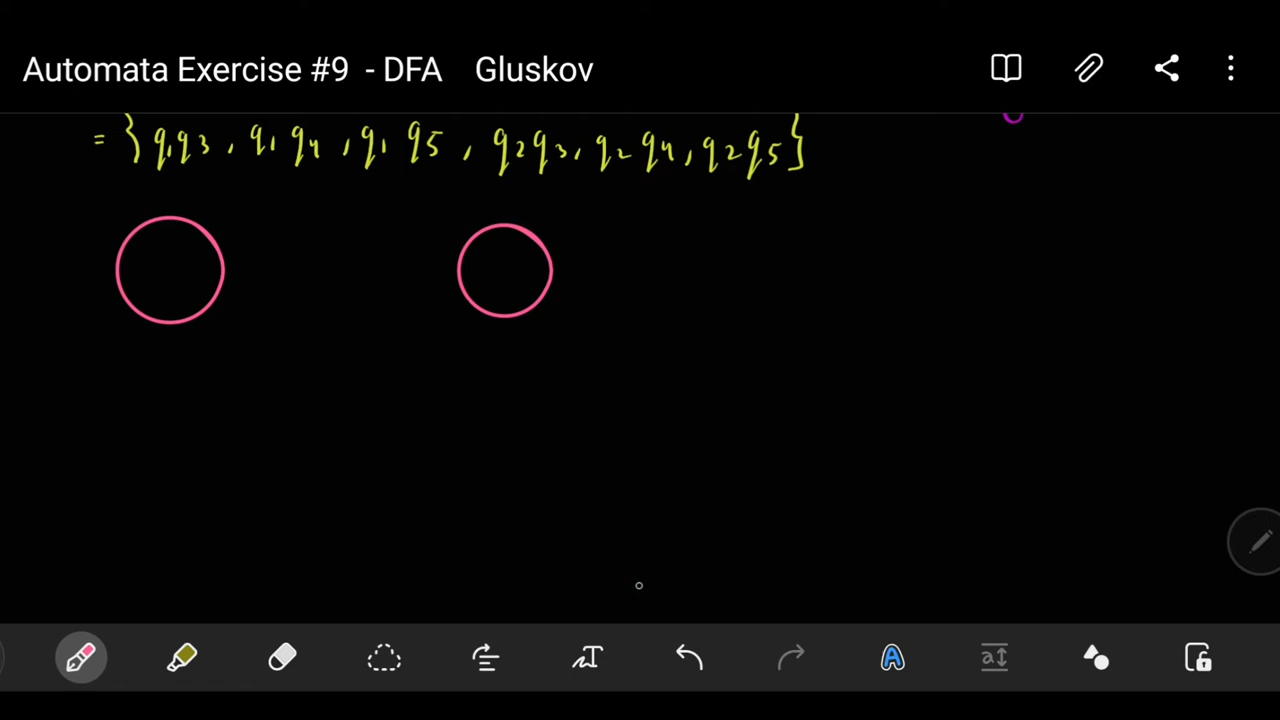 Automata Exercise #9 - DFA Gluskov
= {q1q3, q1q4, q1q5, q2q3, q2q4, q2q5}